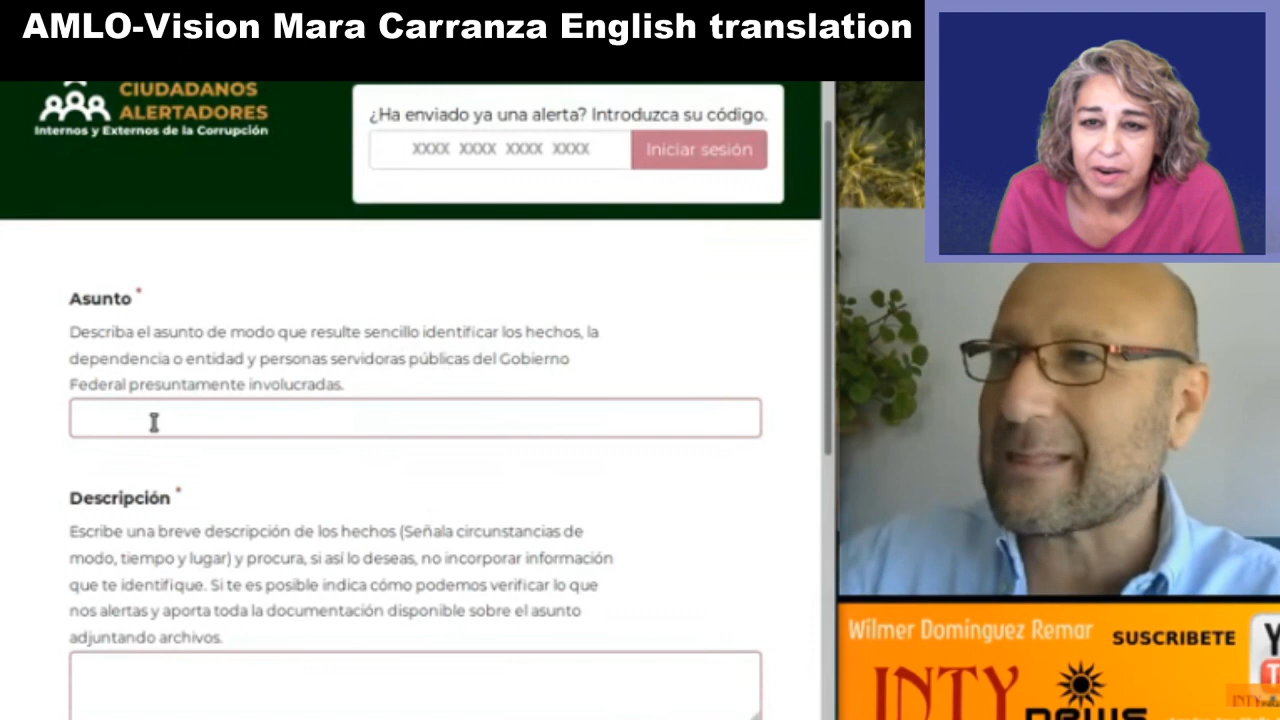 AMLO-Vision Mara Carranza English translation
CIUDADANOS
ALERTADORES
Internos y Externos de la Corrupción
¿Ha enviado ya una alerta? Introduzca su código.
XXXX XXXX XXXX XXXX
Iniciar sesión
Asunto *
Describa el asunto de modo que resulte sencillo identificar los hechos, la
dependencia o entidad y personas servidoras públicas del Gobierno
Federal presuntamente involucradas.
Descripción *
Escribe una breve descripción de los hechos (Señala circunstancias de
modo, tiempo y lugar) y procura, si así lo deseas, no incorporar información
que te identifique. Si te es posible indica cómo podemos verificar lo que
nos alertas y aporta toda la documentación disponible sobre el asunto
adjuntando archivos.
Wilmer Dominguez Remar
SUSCRIBETE
INTY
news